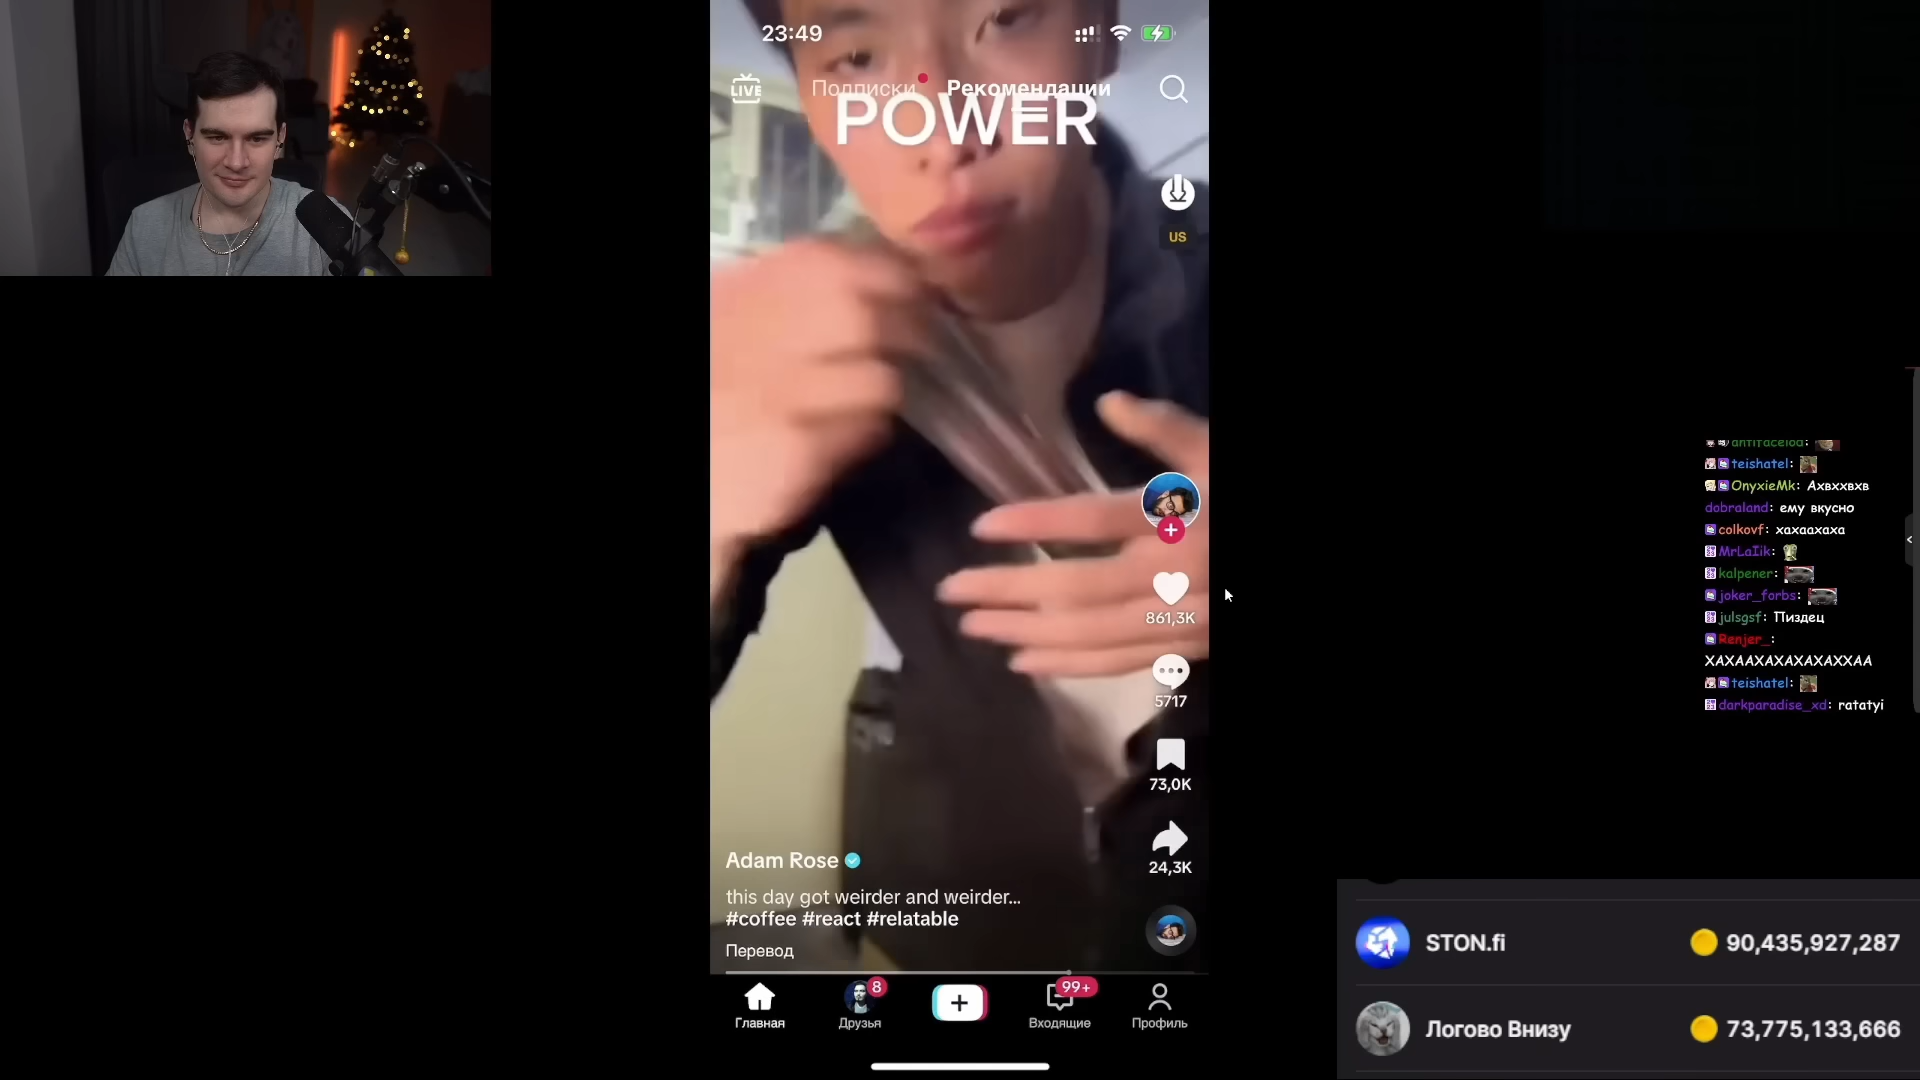 23:49
LIVE
Подписки
Рекомендации
POWER
US
861,3K
5717
73,0K
24,3K
Adam Rose
this day got weirder and weirder...
#coffee #react #relatable
Перевод
Главная
8
Друзья
99+
Входящие
Профиль
antifaceiod:
teishatel:
OnyxieMk: Ахвххвхв
dobraland: ему вкусно
colkovf: хахаахаха
MrLaIik:
kalpener:
joker_forbs:
julsgsf: Пиздец
Renjer_:
ХАХААХАХАХАХАХХАА
teishatel:
darkparadise_xd: ratatyi
STON.fi 90,435,927,287
Логово Внизу 73,775,133,666